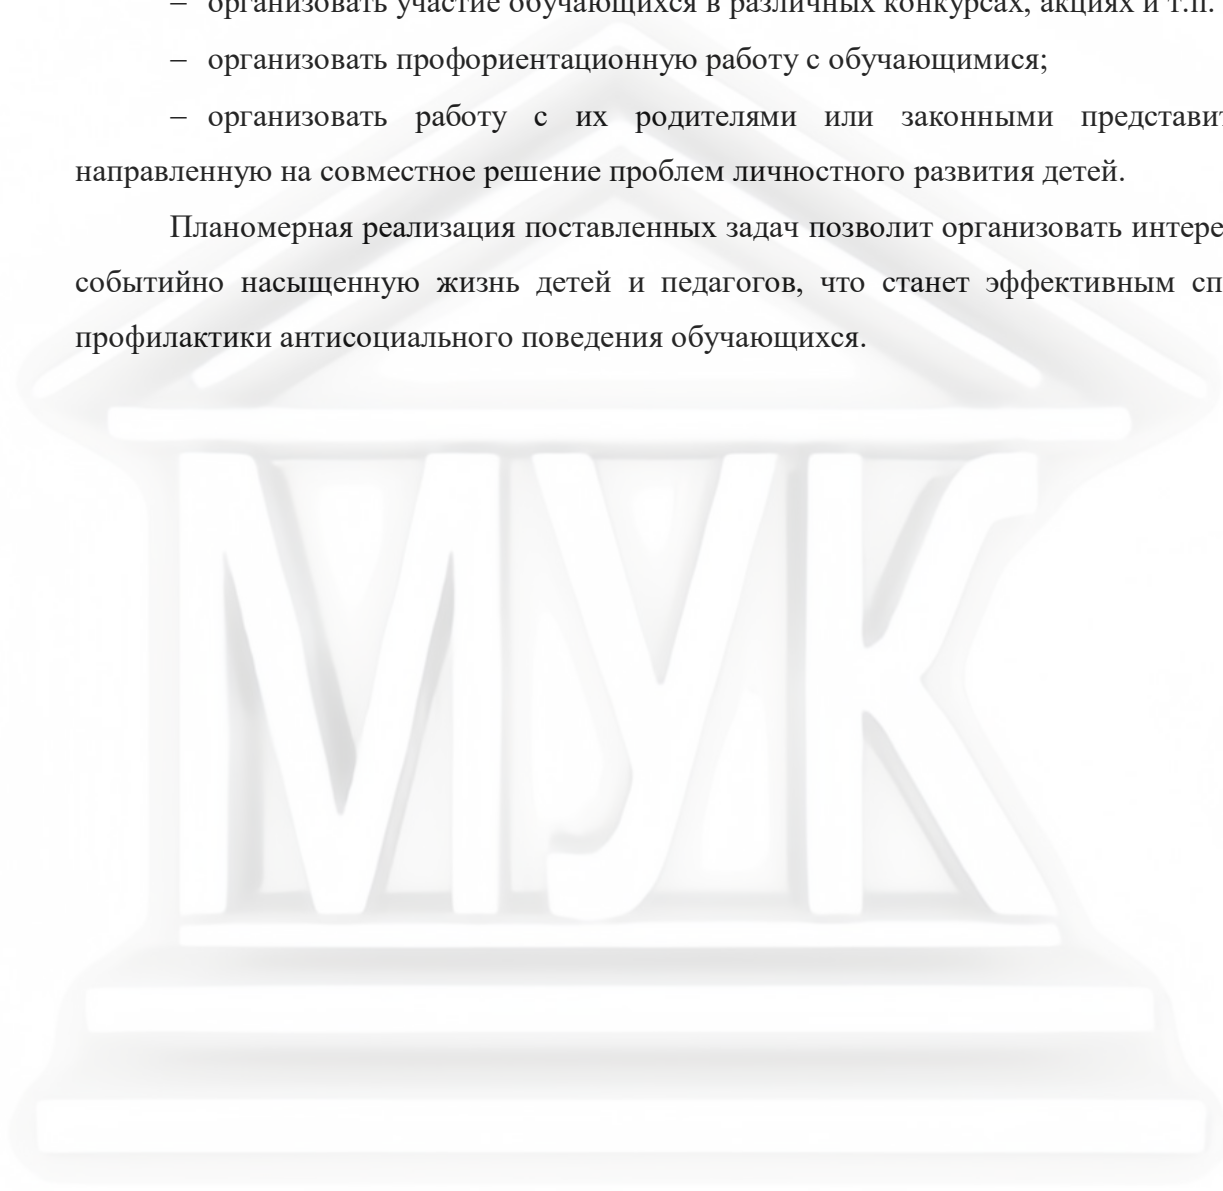 – организовать участие обучающихся в различных конкурсах, акциях и т.п.
– организовать профориентационную работу с обучающимися;
– организовать работу с их родителями или законными представит
направленную на совместное решение проблем личностного развития детей.
Планомерная реализация поставленных задач позволит организовать интере
событийно насыщенную жизнь детей и педагогов, что станет эффективным сп
профилактики антисоциального поведения обучающихся.
МУК